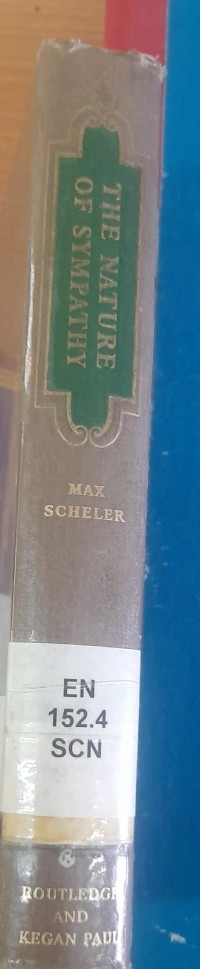 THE NATURE
OF SYMPATHY
MAX
SCHELER
EN
152.4
SCN
ROUTLEDGE
AND
KEGAN PAUL